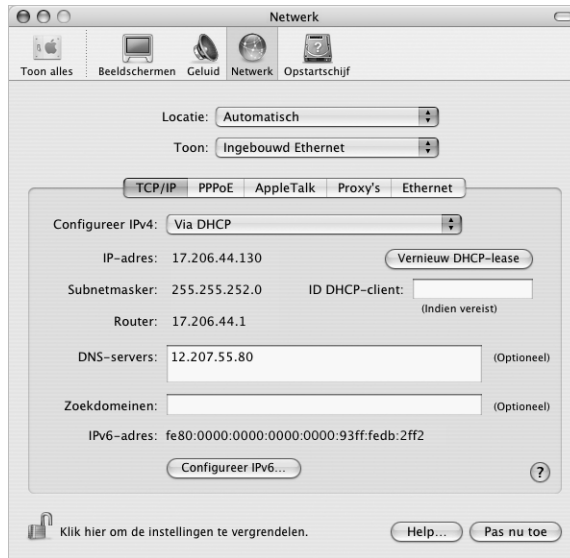 Netwerk
Toon alles Beeldschermen Geluid Netwerk Opstartschijf
Locatie: Automatisch
Toon: Ingebouwd Ethernet
TCP/IP PPPoE AppleTalk Proxy's Ethernet
Configureer IPv4: Via DHCP
IP-adres: 17.206.44.130 Vernieuw DHCP-lease
Subnetmasker: 255.255.252.0 ID DHCP-client:
(Indien vereist)
Router: 17.206.44.1
DNS-servers: 12.207.55.80 (Optioneel)
Zoekdomeinen: (Optioneel)
IPv6-adres: fe80:0000:0000:0000:0000:93ff:fedb:2ff2
Configureer IPv6... ?
Klik hier om de instellingen te vergrendelen. Help... Pas nu toe